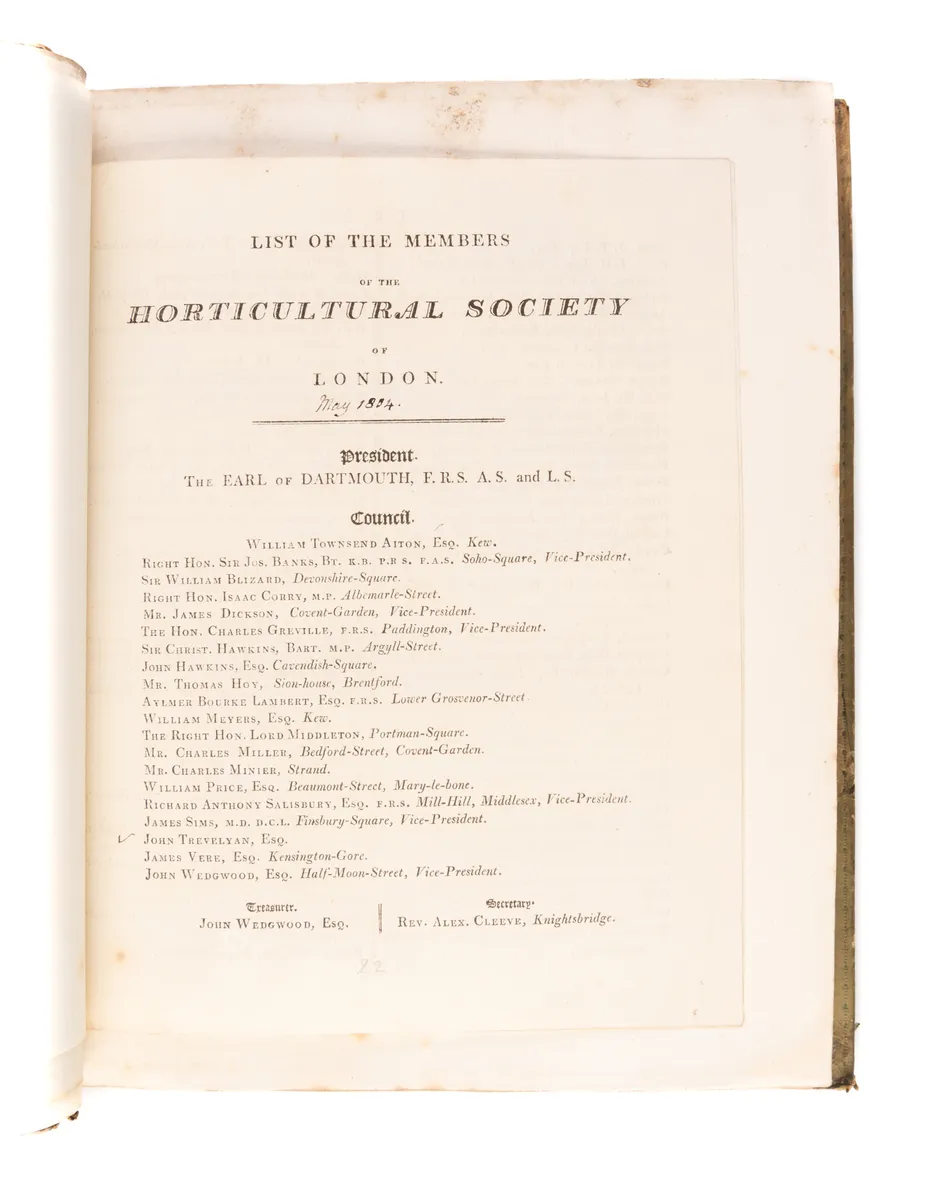 LIST OF THE MEMBERS
OF THE
HORTICULTURAL SOCIETY
OF
LONDON.
May 1804.
President.
THE EARL OF DARTMOUTH, F.R.S. A.S. and L.S.
Council.
WILLIAM TOWNSEND AITON, ESQ. Kew.
RIGHT HON. SIR JOS. BANKS, BT. K.B. P.R S. F.A.S. Soho-Square, Vice-President.
SIR WILLIAM BLIZARD, Devonshire-Square.
RIGHT HON. ISAAC CORRY, M.P. Albemarle-Street.
MR. JAMES DICKSON, Covent-Garden, Vice-President.
THE HON. CHARLES GREVILLE, F.R.S. Paddington, Vice-President.
SIR CHRIST. HAWKINS, BART. M.P. Argyll-Street.
JOHN HAWKINS, ESQ. Cavendish-Square.
MR. THOMAS HOY, Sion-house, Brentford.
AYLMER BOURKE LAMBERT, ESQ. F.R.S. Lower Grosvenor-Street.
WILLIAM MEYERS, ESQ. Kew.
THE RIGHT HON. LORD MIDDLETON, Portman-Square.
MR. CHARLES MILLER, Bedford-Street, Covent-Garden.
MR. CHARLES MINIER, Strand.
WILLIAM PRICE, ESQ. Beaumont-Street, Mary-le-bone.
RICHARD ANTHONY SALISBURY, ESQ. F.R.S. Mill-Hill, Middlesex, Vice-President.
JAMES SIMS, M.D. D.C.L. Finsbury-Square, Vice-President.
JOHN TREVELYAN, ESQ.
JAMES VERE, ESQ. Kensington-Gore.
JOHN WEDGWOOD, ESQ. Half-Moon-Street, Vice-President.
Treasurer.
JOHN WEDGWOOD, ESQ.
Secretary.
REV. ALEX. CLEEVE, Knightsbridge.
22